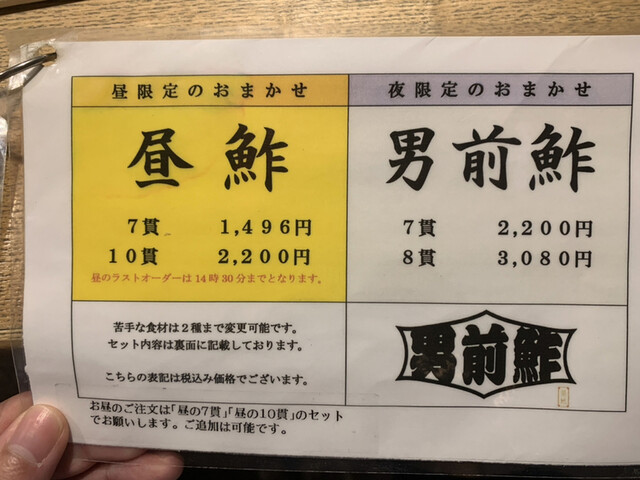 昼限定のおまかせ
昼鮓
7貫 1,496円
10貫 2,200円
昼のラストオーダーは14時30分までとなります。
夜限定のおまかせ
男前鮓
7貫 2,200円
8貫 3,080円
苦手な食材は2種まで変更可能です。
セット内容は裏面に記載しております。
こちらの表記は税込み価格でございます。
男前鮓
お昼のご注文は「昼の7貫」「昼の10貫」のセット
でお願いします。ご追加は可能です。